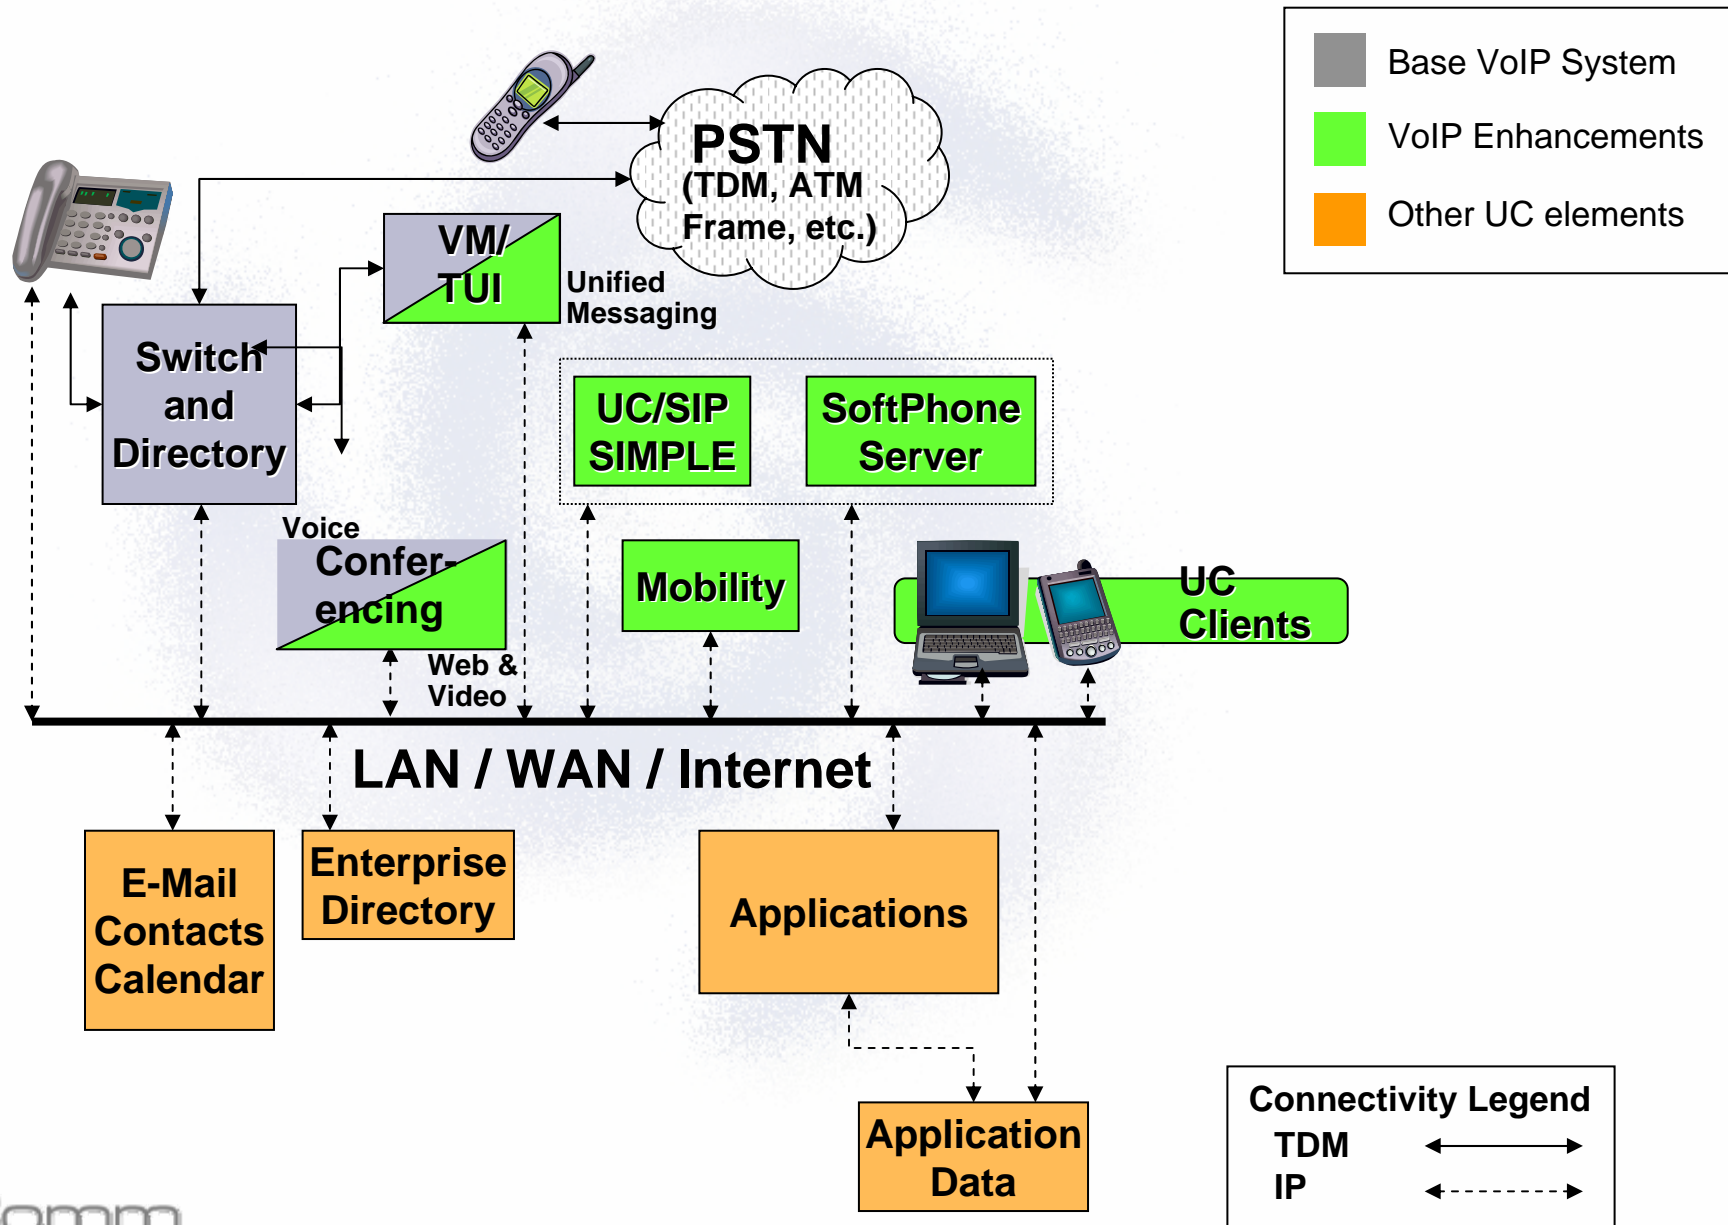 Base VoIP System
VoIP Enhancements
Other UC elements
PSTN
(TDM, ATM
Frame, etc.)
VM/
TUI
Unified
Messaging
Switch
and
Directory
UC/SIP
SIMPLE
SoftPhone
Server
Voice
Confer-
encing
Web &
Video
Mobility
UC
Clients
LAN / WAN / Internet
E-Mail
Contacts
Calendar
Enterprise
Directory
Applications
Application
Data
Connectivity Legend
TDM
IP